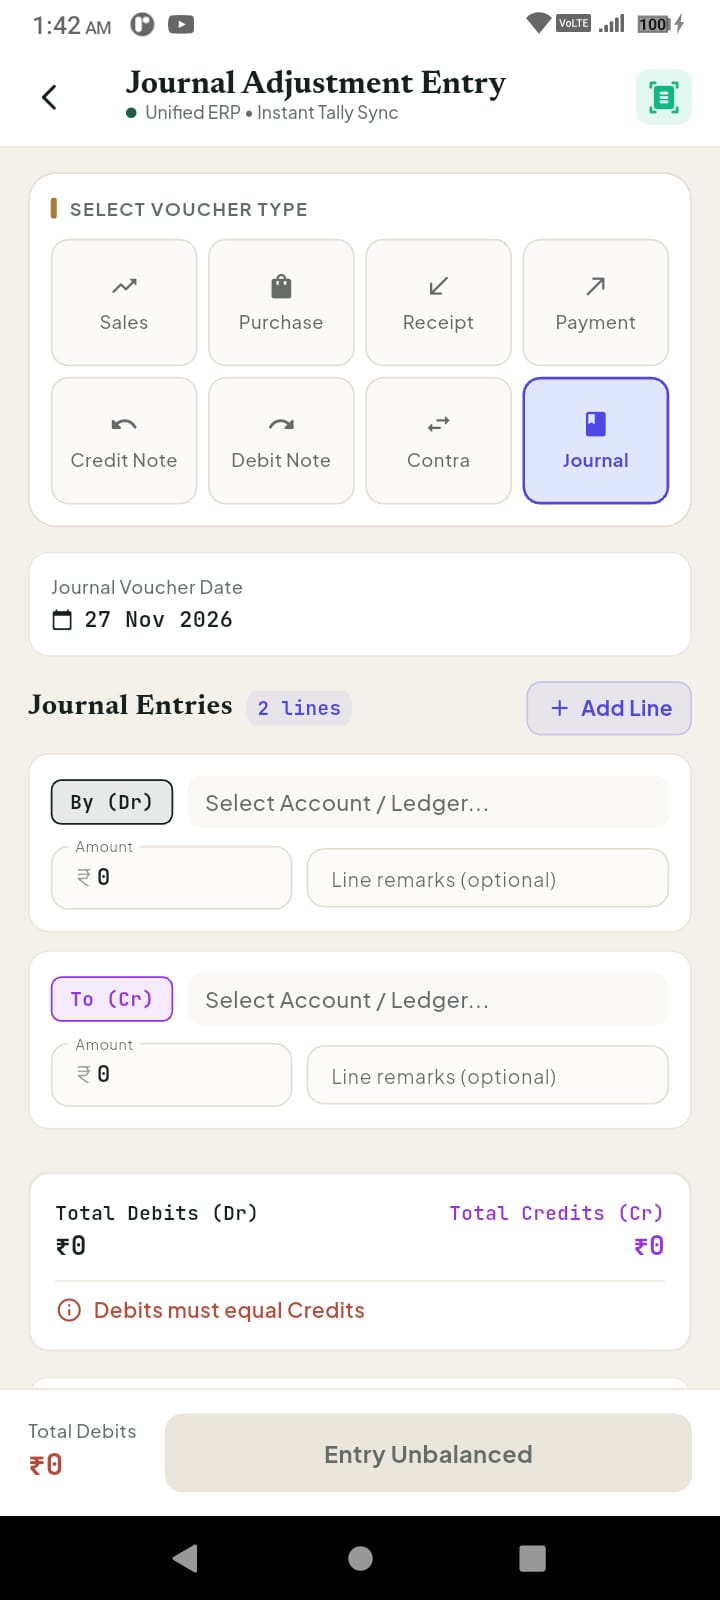 1:42 AM
VoLTE
100
Journal Adjustment Entry
Unified ERP • Instant Tally Sync
SELECT VOUCHER TYPE
Sales
Purchase
Receipt
Payment
Credit Note
Debit Note
Contra
Journal
Journal Voucher Date
27 Nov 2026
Journal Entries
2 lines
+ Add Line
By (Dr)
Select Account / Ledger...
Amount
₹ 0
Line remarks (optional)
To (Cr)
Select Account / Ledger...
Amount
₹ 0
Line remarks (optional)
Total Debits (Dr)
Total Credits (Cr)
₹0
₹0
Debits must equal Credits
Total Debits
₹0
Entry Unbalanced